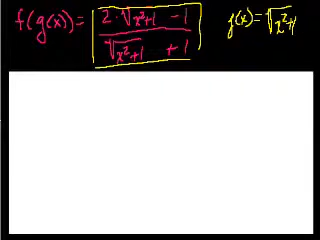 f(g(x)) = (2·√(x²+1) − 1) / (√(x²+1) + 1)   g(x) = √(x²+1)